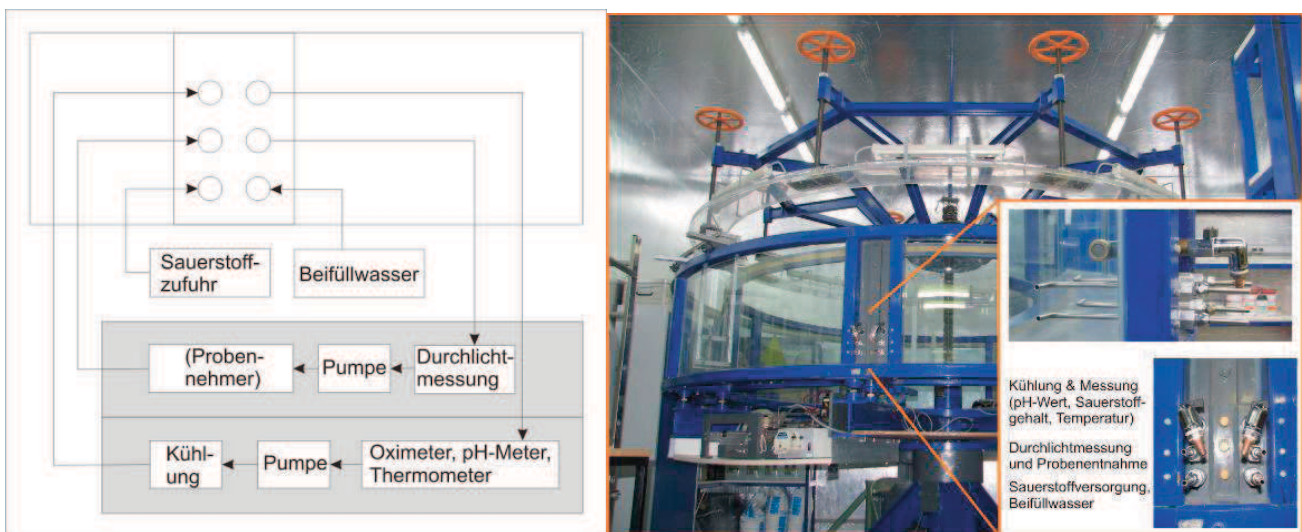 Sauerstoff-
zufuhr
Beifüllwasser
(Proben-
nehmer)
Pumpe
Durchlicht-
messung
Kühl-
ung
Pumpe
Oximeter, pH-Meter,
Thermometer
Kühlung & Messung
(pH-Wert, Sauerstoff-
gehalt, Temperatur)
Durchlichtmessung
und Probenentnahme
Sauerstoffversorgung,
Beifüllwasser